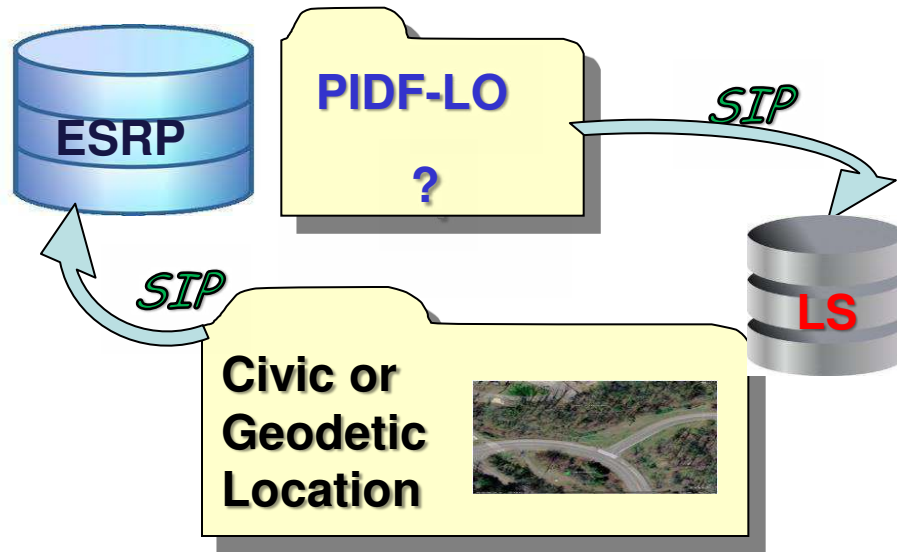 ESRP
PIDF-LO
?
SIP
LS
SIP
Civic or
Geodetic
Location